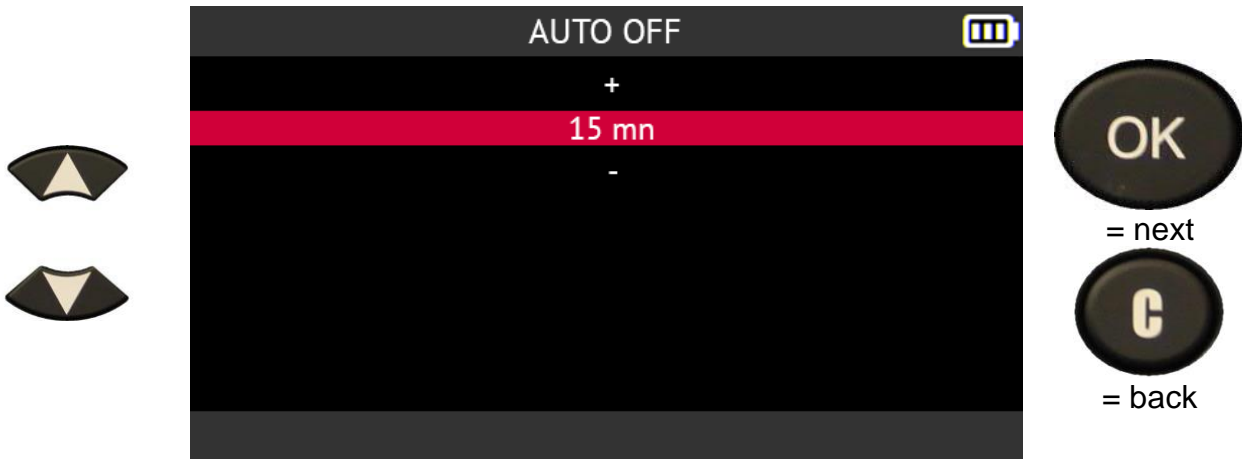 AUTO OFF
+
15 mn
-
OK
= next
C
= back